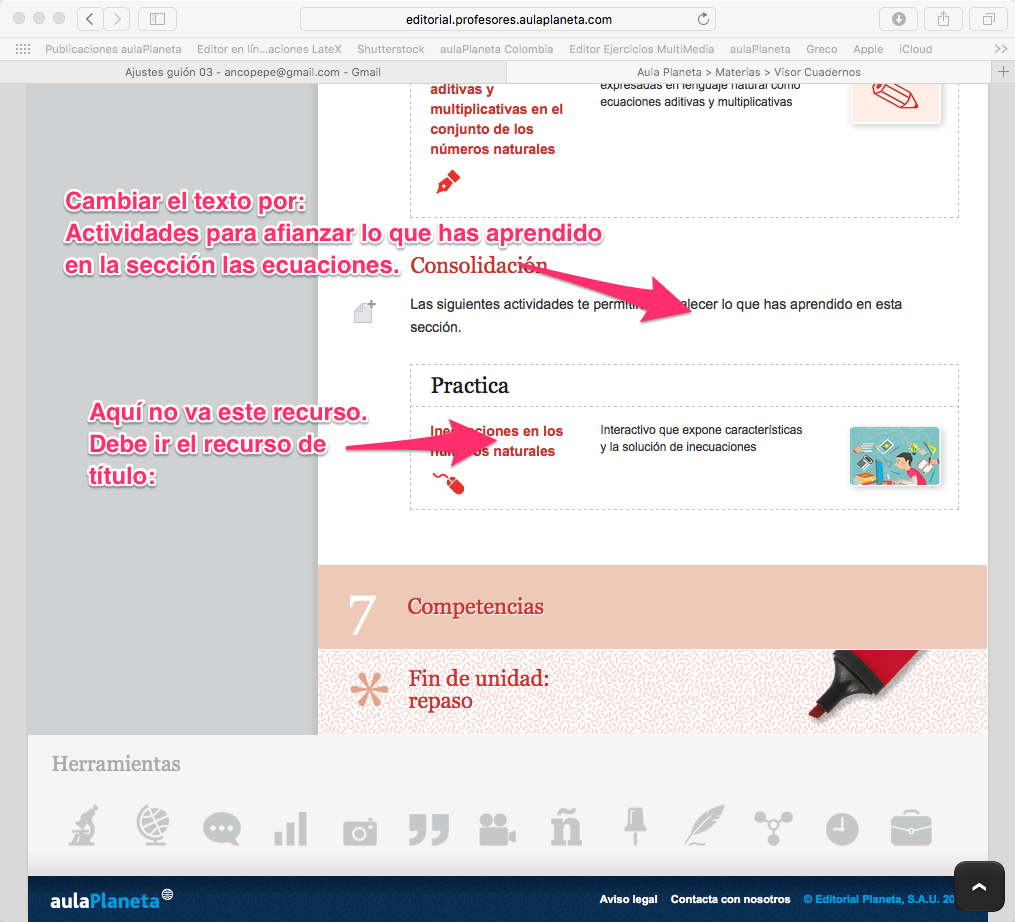 editorial.profesores.aulaplaneta.com
Publicaciones aulaPlaneta Editor en lín...aciones LateX Shutterstock aulaPlaneta Colombia Editor Ejercicios MultiMedia aulaPlaneta Greco Apple iCloud
Ajustes guión 03 - ancopepe@gmail.com - Gmail
Aula Planeta > Materias > Visor Cuadernos
aditivas y
multiplicativas en el
conjunto de los
números naturales
expresadas en lenguaje natural como
ecuaciones aditivas y multiplicativas
Cambiar el texto por:
Actividades para afianzar lo que has aprendido
en la sección las ecuaciones.
Consolidación
Las siguientes actividades te lo que has aprendido en esta
sección.
Practica
Aquí no va este recurso.
Debe ir el recurso de
título:
Inecuaciones en los
números naturales
Interactivo que expone características
y la solución de inecuaciones
7 Competencias
* Fin de unidad:
repaso
Herramientas
ñ
aulaPlaneta
Aviso legal Contacta con nosotros © Editorial Planeta, S.A.U.